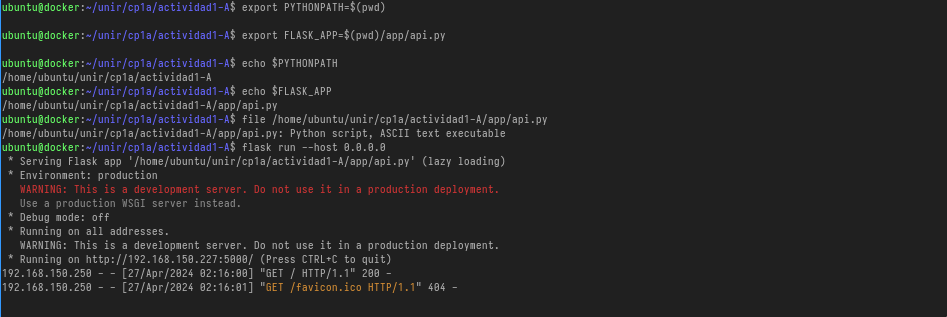 ubuntu@docker:~/unir/cp1a/actividad1-A$ export PYTHONPATH=$(pwd)
ubuntu@docker:~/unir/cp1a/actividad1-A$ export FLASK_APP=$(pwd)/app/api.py
ubuntu@docker:~/unir/cp1a/actividad1-A$ echo $PYTHONPATH
/home/ubuntu/unir/cp1a/actividad1-A
ubuntu@docker:~/unir/cp1a/actividad1-A$ echo $FLASK_APP
/home/ubuntu/unir/cp1a/actividad1-A/app/api.py
ubuntu@docker:~/unir/cp1a/actividad1-A$ file /home/ubuntu/unir/cp1a/actividad1-A/app/api.py
/home/ubuntu/unir/cp1a/actividad1-A/app/api.py: Python script, ASCII text executable
ubuntu@docker:~/unir/cp1a/actividad1-A$ flask run --host 0.0.0.0
 * Serving Flask app '/home/ubuntu/unir/cp1a/actividad1-A/app/api.py' (lazy loading)
 * Environment: production
   WARNING: This is a development server. Do not use it in a production deployment.
   Use a production WSGI server instead.
 * Debug mode: off
 * Running on all addresses.
   WARNING: This is a development server. Do not use it in a production deployment.
 * Running on http://192.168.150.227:5000/ (Press CTRL+C to quit)
192.168.150.250 - - [27/Apr/2024 02:16:00] "GET / HTTP/1.1" 200 -
192.168.150.250 - - [27/Apr/2024 02:16:01] "GET /favicon.ico HTTP/1.1" 404 -